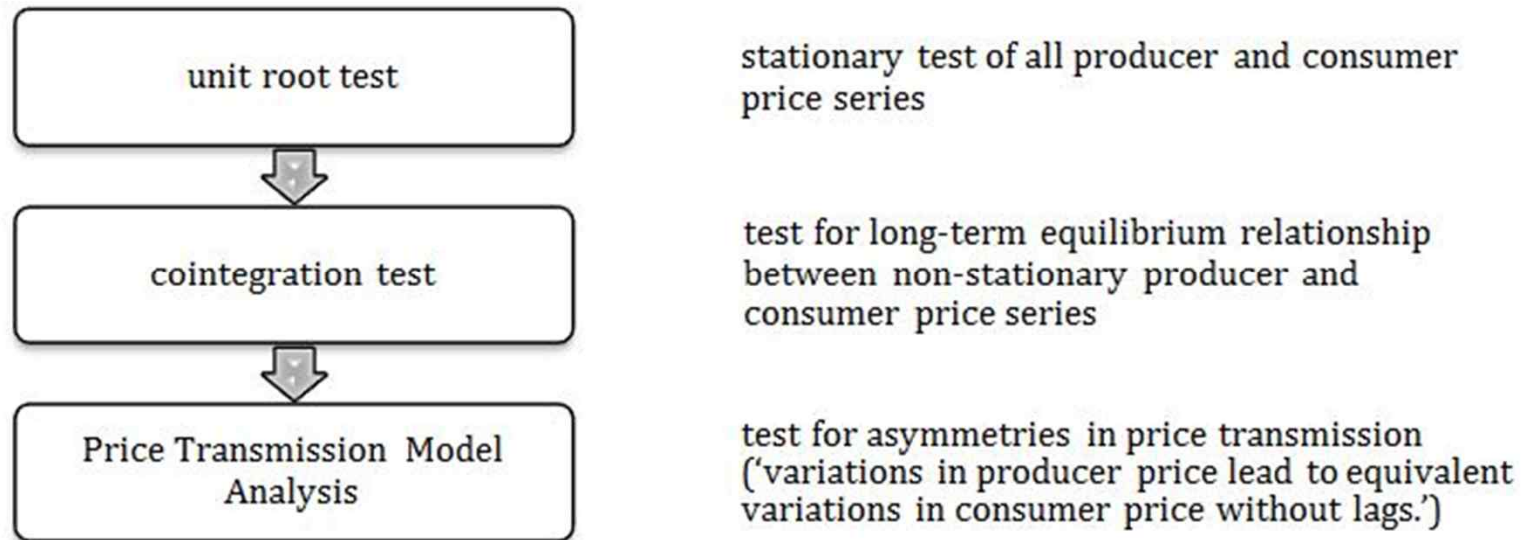 unit root test
stationary test of all producer and consumer
price series
cointegration test
test for long-term equilibrium relationship
between non-stationary producer and
consumer price series
Price Transmission Model
Analysis
test for asymmetries in price transmission
(‘variations in producer price lead to equivalent
variations in consumer price without lags.’)